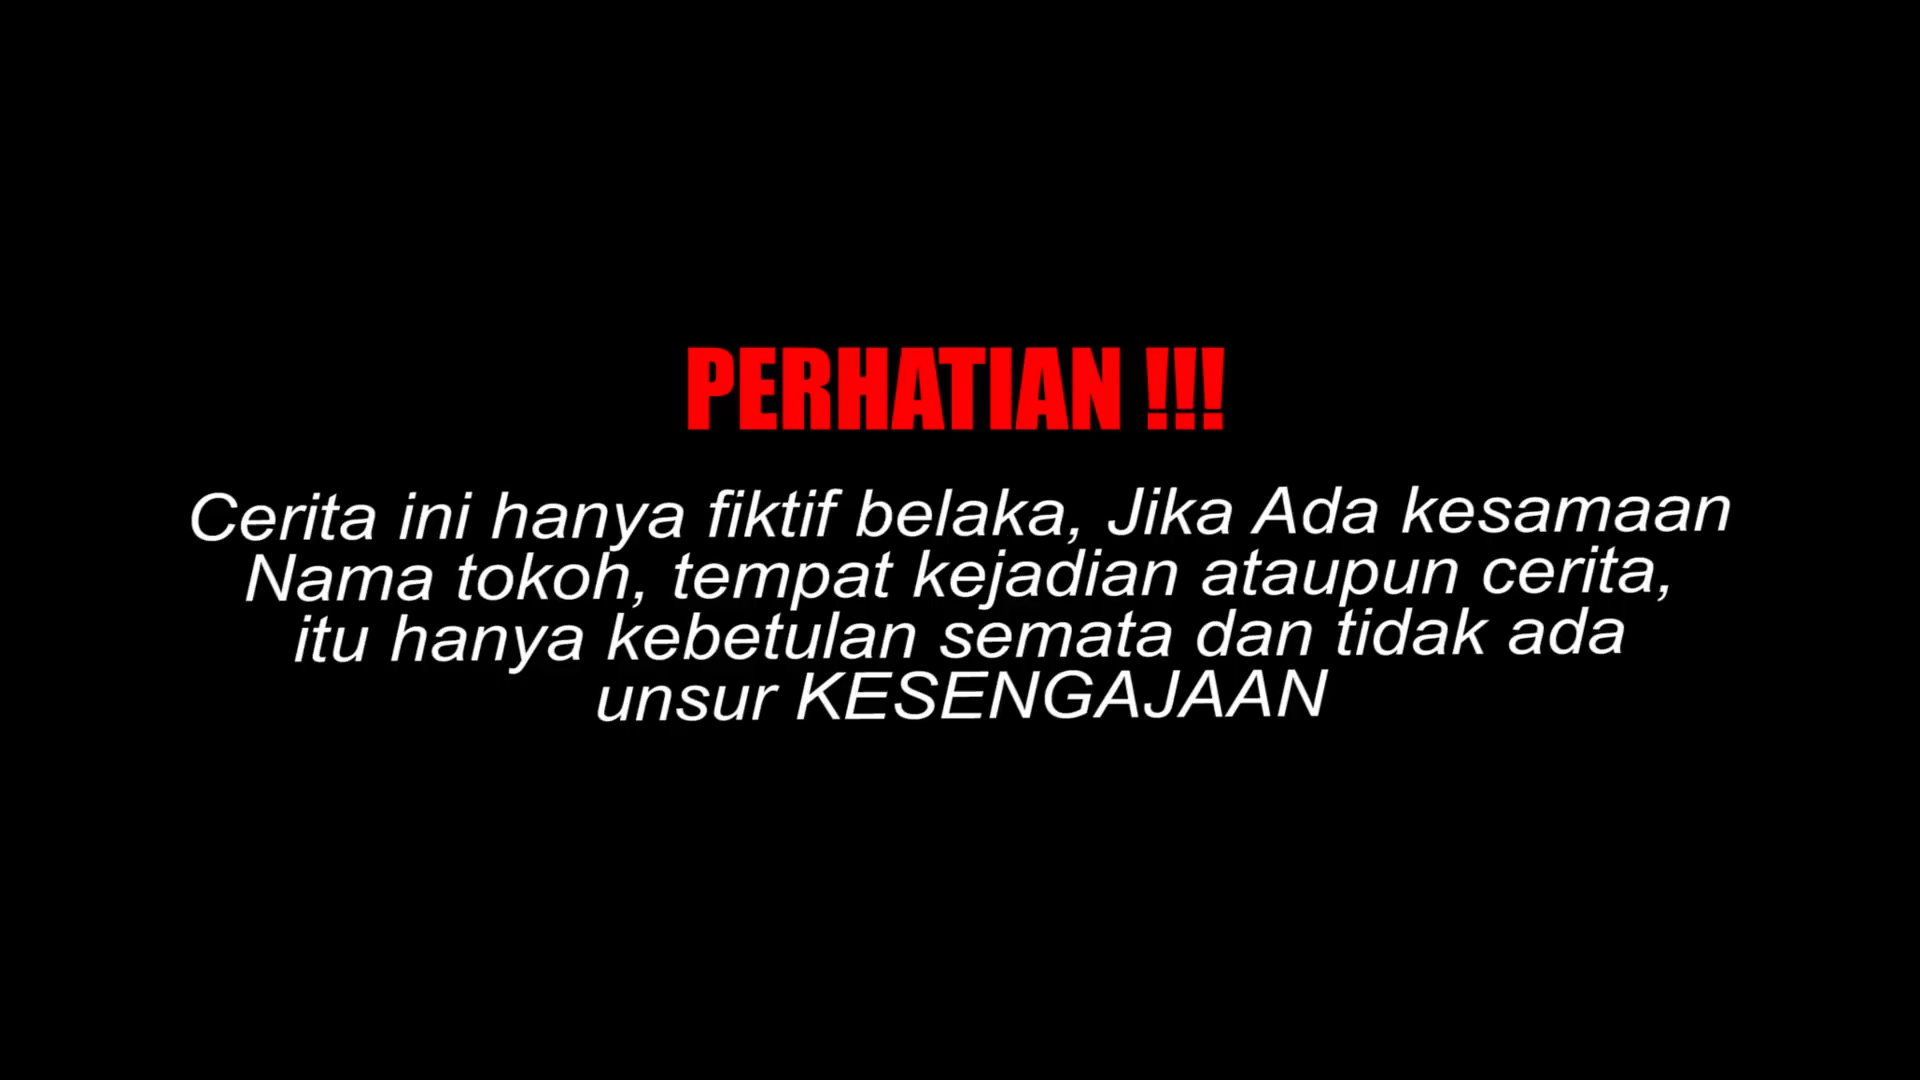 PERHATIAN !!!
Cerita ini hanya fiktif belaka, Jika Ada kesamaan
Nama tokoh, tempat kejadian ataupun cerita,
itu hanya kebetulan semata dan tidak ada
unsur KESENGAJAAN